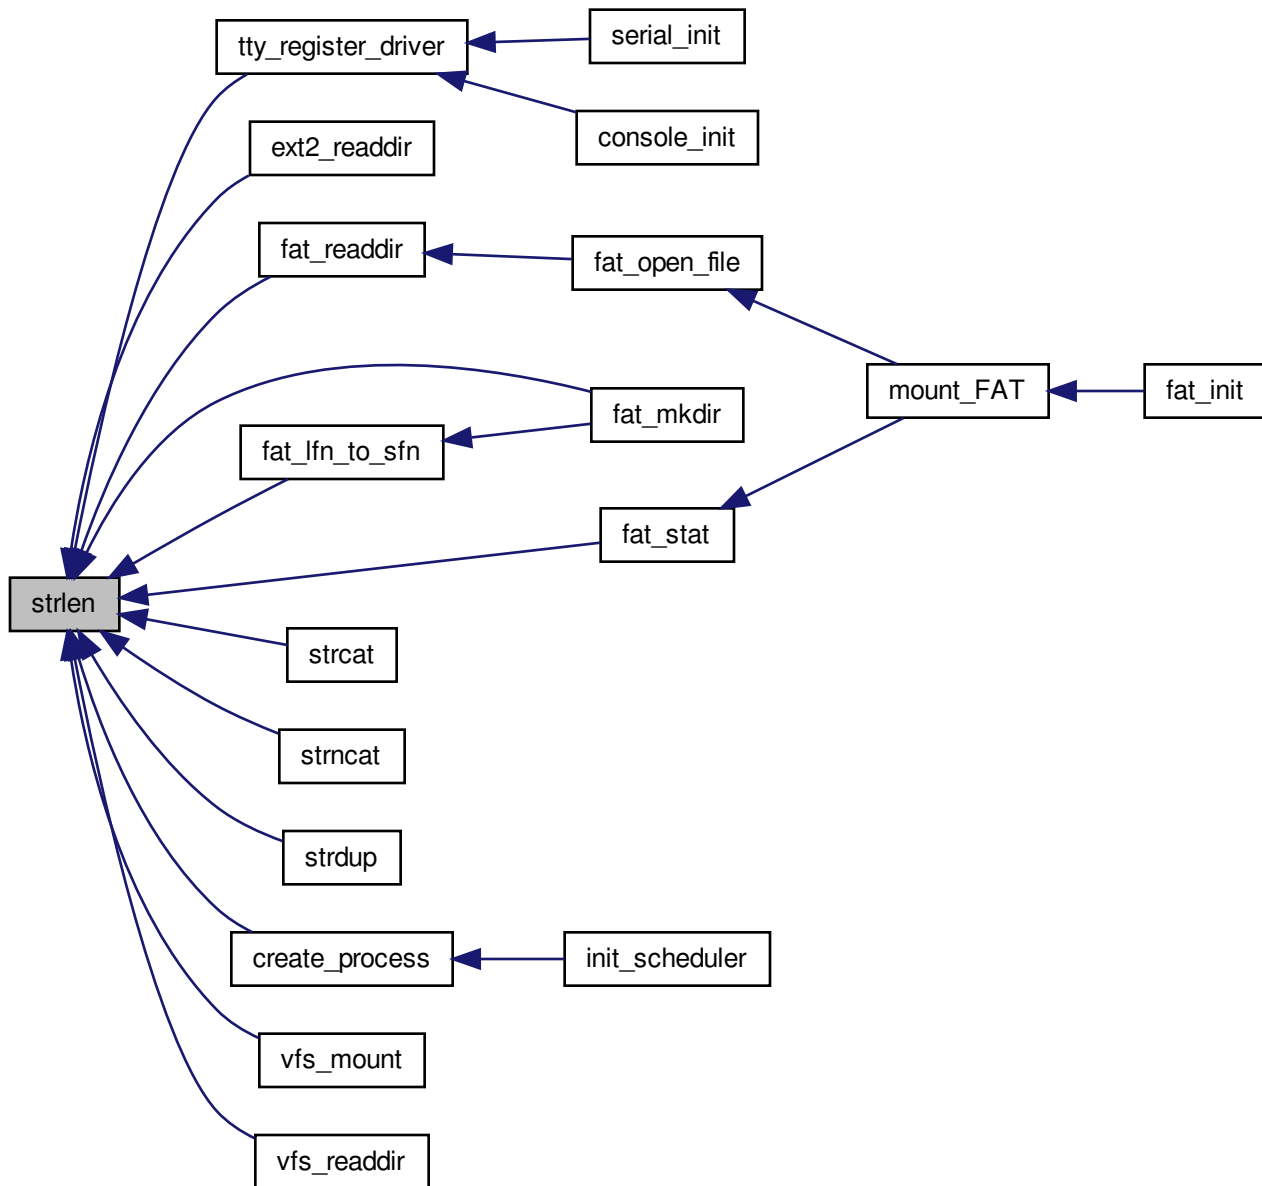 serial_init
tty_register_driver
console_init
ext2_readdir
fat_readdir
fat_open_file
mount_FAT
fat_init
fat_mkdir
fat_lfn_to_sfn
fat_stat
strlen
strcat
strncat
strdup
create_process
init_scheduler
vfs_mount
vfs_readdir